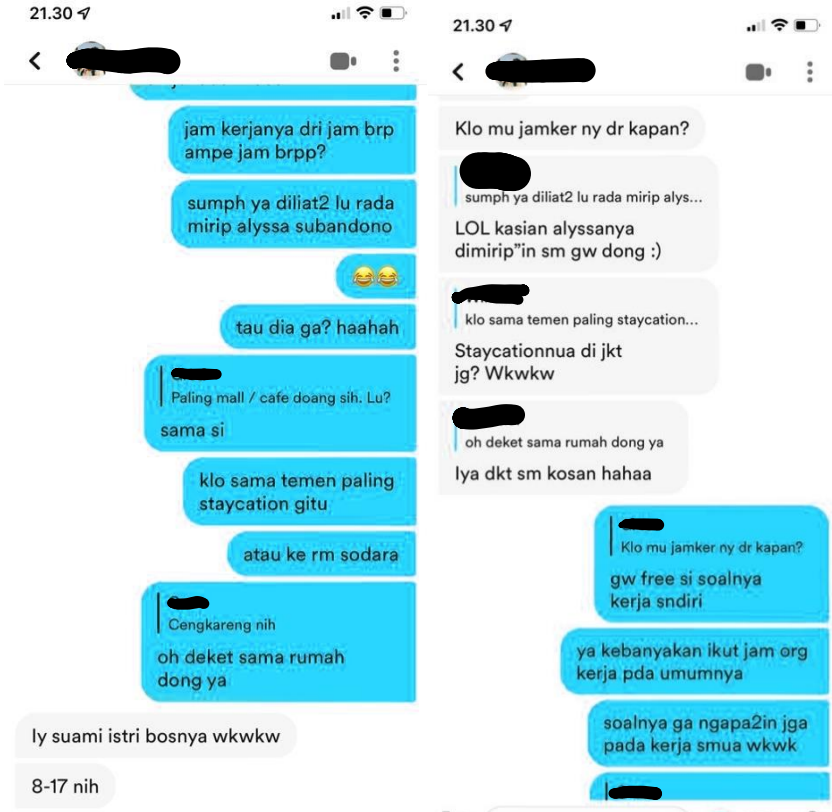 21.30
jam kerjanya dri jam brp
ampe jam brpp?
sumph ya diliat2 lu rada
mirip alyssa subandono
😂😂
tau dia ga? haahah
Paling mall / cafe doang sih. Lu?
sama si
klo sama temen paling
staycation gitu
atau ke rm sodara
Cengkareng nih
oh deket sama rumah
dong ya
Iy suami istri bosnya wkwkw
8-17 nih
21.30
Klo mu jamker ny dr kapan?
sumph ya diliat2 lu rada mirip alys...
LOL kasian alyssanya
dimirip"in sm gw dong :)
klo sama temen paling staycation...
Staycationnua di jkt
jg? Wkwkw
oh deket sama rumah dong ya
Iya dkt sm kosan hahaa
Klo mu jamker ny dr kapan?
gw free si soalnya
kerja sndiri
ya kebanyakan ikut jam org
kerja pda umumnya
soalnya ga ngapa2in jga
pada kerja smua wkwk